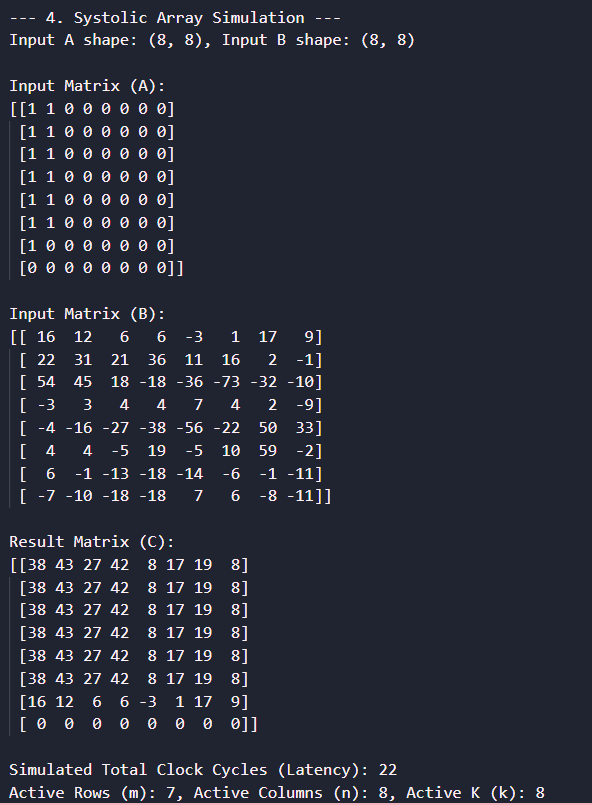 --- 4. Systolic Array Simulation ---
Input A shape: (8, 8), Input B shape: (8, 8)

Input Matrix (A):
[[1 1 0 0 0 0 0 0]
 [1 1 0 0 0 0 0 0]
 [1 1 0 0 0 0 0 0]
 [1 1 0 0 0 0 0 0]
 [1 1 0 0 0 0 0 0]
 [1 1 0 0 0 0 0 0]
 [1 0 0 0 0 0 0 0]
 [0 0 0 0 0 0 0 0]]

Input Matrix (B):
[[ 16  12   6   6  -3   1  17   9]
 [ 22  31  21  36  11  16   2  -1]
 [ 54  45  18 -18 -36 -73 -32 -10]
 [ -3   3   4   4   7   4   2  -9]
 [ -4 -16 -27 -38 -56 -22  50  33]
 [  4   4  -5  19  -5  10  59  -2]
 [  6  -1 -13 -18 -14  -6  -1 -11]
 [ -7 -10 -18 -18   7   6  -8 -11]]

Result Matrix (C):
[[38 43 27 42  8 17 19  8]
 [38 43 27 42  8 17 19  8]
 [38 43 27 42  8 17 19  8]
 [38 43 27 42  8 17 19  8]
 [38 43 27 42  8 17 19  8]
 [38 43 27 42  8 17 19  8]
 [16 12  6  6 -3  1 17  9]
 [ 0  0  0  0  0  0  0  0]]

Simulated Total Clock Cycles (Latency): 22
Active Rows (m): 7, Active Columns (n): 8, Active K (k): 8